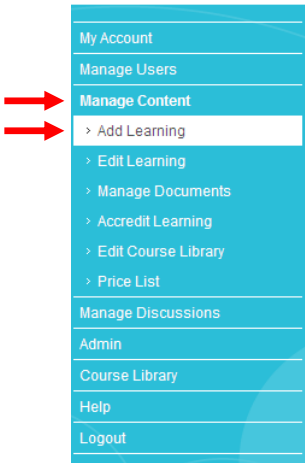 My Account
Manage Users
Manage Content
› Add Learning
› Edit Learning
› Manage Documents
› Accredit Learning
› Edit Course Library
› Price List
Manage Discussions
Admin
Course Library
Help
Logout